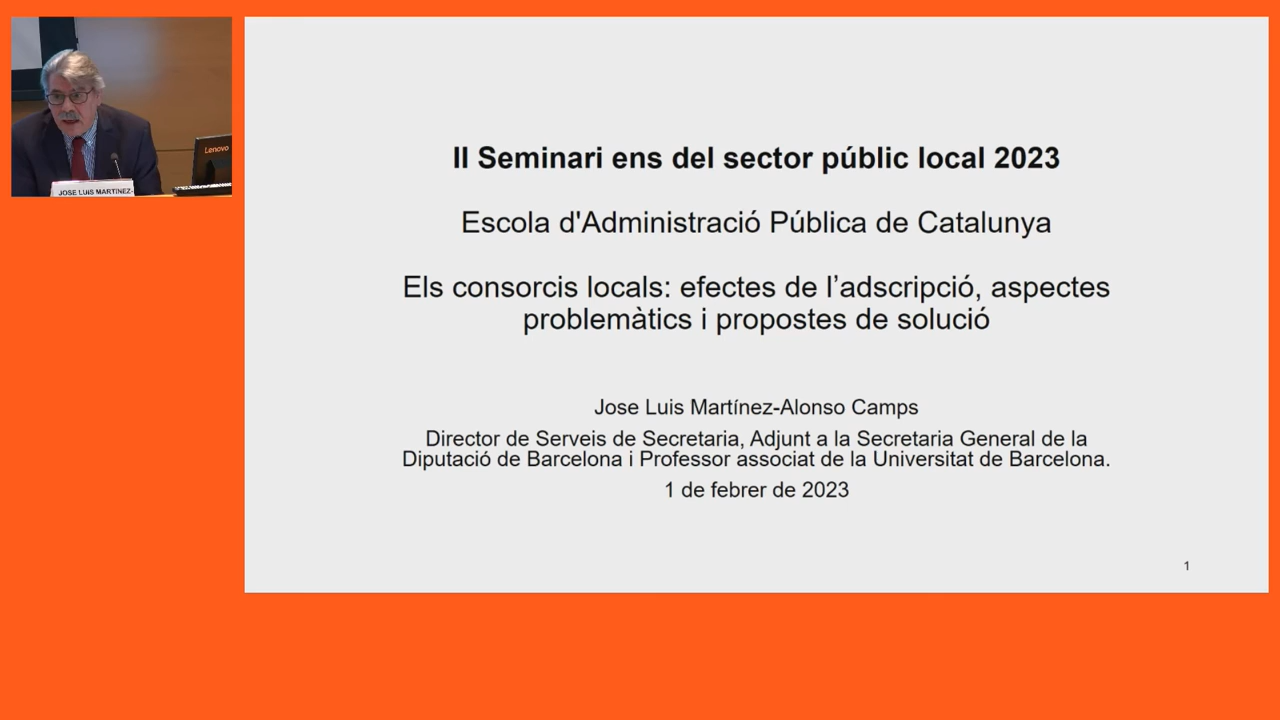 Lenovo
JOSE LUIS MARTÍNEZ-
II Seminari ens del sector públic local 2023
Escola d'Administració Pública de Catalunya
Els consorcis locals: efectes de l’adscripció, aspectes
problemàtics i propostes de solució
Jose Luis Martínez-Alonso Camps
Director de Serveis de Secretaria, Adjunt a la Secretaria General de la
Diputació de Barcelona i Professor associat de la Universitat de Barcelona.
1 de febrer de 2023
1